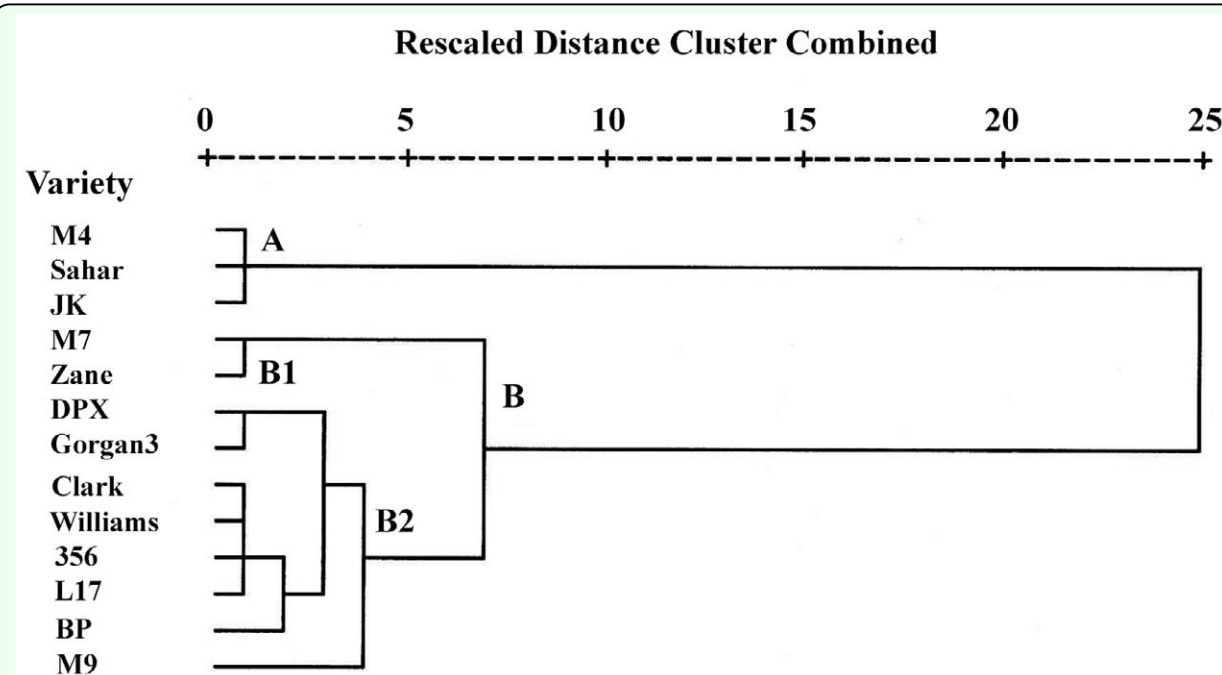 Rescaled Distance Cluster Combined
0 5 10 15 20 25
Variety
M4
A
Sahar
JK
M7
Zane
B1
B
DPX
Gorgan3
Clark
Williams
B2
356
L17
BP
M9